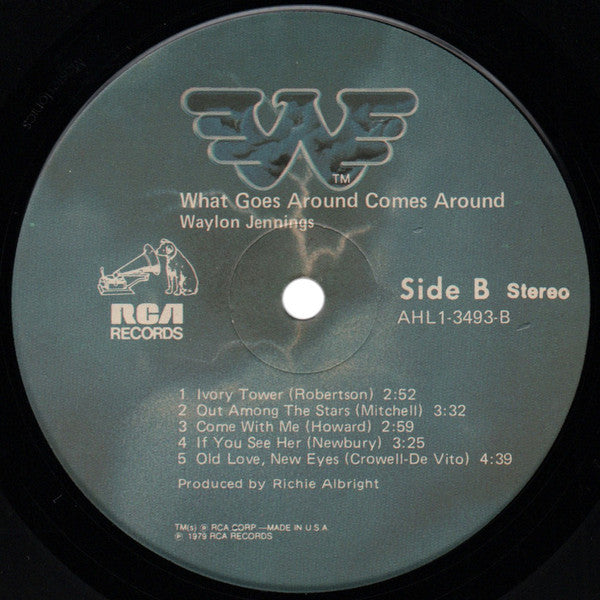 TM
What Goes Around Comes Around
Waylon Jennings
RCA
RECORDS
Side B Stereo
AHL1-3493-B
1 Ivory Tower (Robertson) 2:52
2 Out Among The Stars (Mitchell) 3:32
3 Come With Me (Howard) 2:59
4 If You See Her (Newbury) 3:25
5 Old Love, New Eyes (Crowell-De Vito) 4:39
Produced by Richie Albright
TM(s) ® RCA CORP —MADE IN U.S.A
℗ 1979 RCA RECORDS